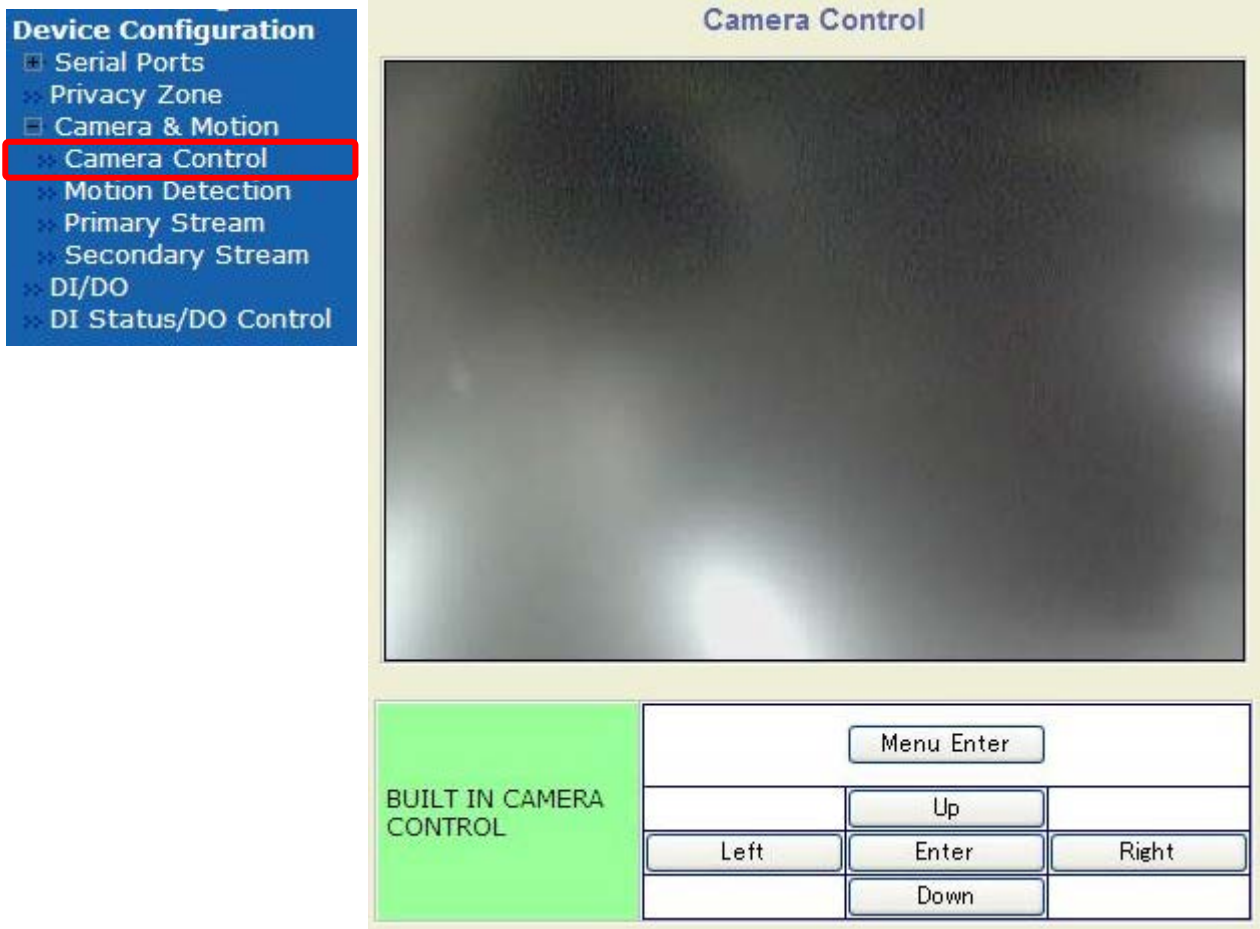 Device Configuration
Serial Ports
Privacy Zone
Camera & Motion
Camera Control
Motion Detection
Primary Stream
Secondary Stream
DI/DO
DI Status/DO Control
Camera Control
BUILT IN CAMERA
CONTROL
Menu Enter
Up
Left Enter Right
Down